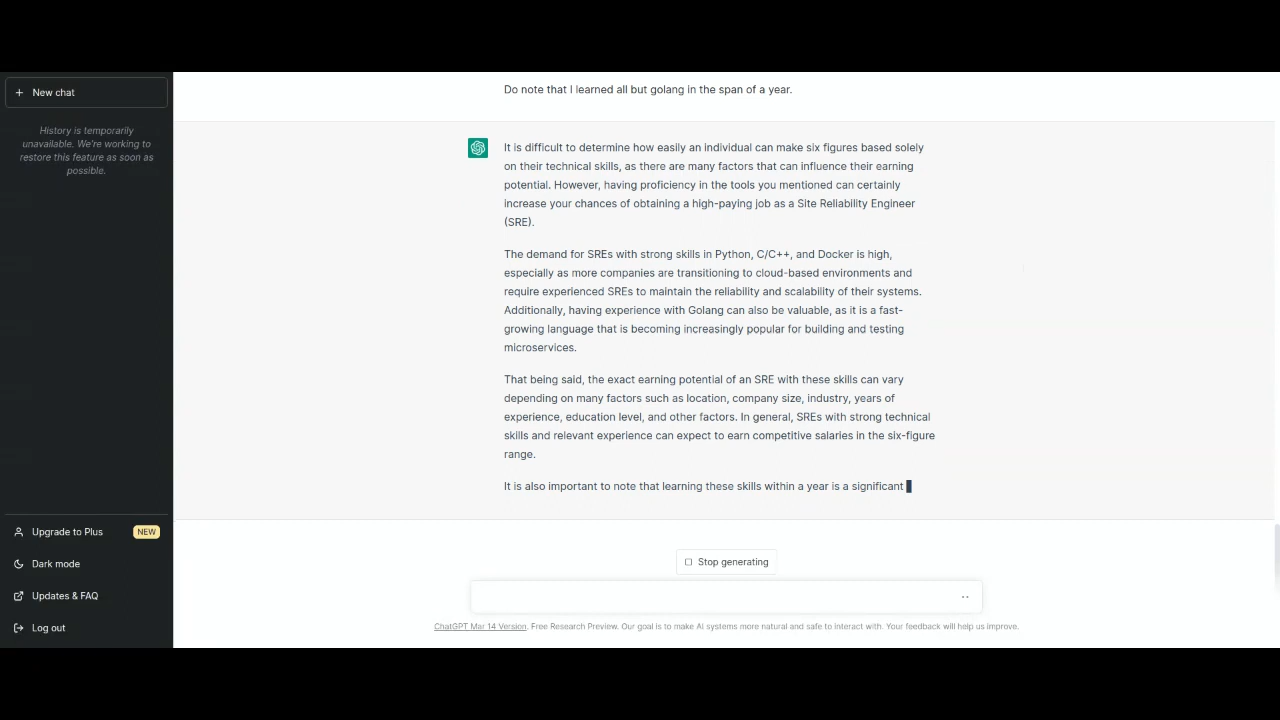 New chat
History is temporarily
unavailable. We're working to
restore this feature as soon as
possible.
Upgrade to Plus NEW
Dark mode
Updates & FAQ
Log out
Do note that I learned all but golang in the span of a year.
It is difficult to determine how easily an individual can make six figures based solely
on their technical skills, as there are many factors that can influence their earning
potential. However, having proficiency in the tools you mentioned can certainly
increase your chances of obtaining a high-paying job as a Site Reliability Engineer
(SRE).
The demand for SREs with strong skills in Python, C/C++, and Docker is high,
especially as more companies are transitioning to cloud-based environments and
require experienced SREs to maintain the reliability and scalability of their systems.
Additionally, having experience with Golang can also be valuable, as it is a fast-
growing language that is becoming increasingly popular for building and testing
microservices.
That being said, the exact earning potential of an SRE with these skills can vary
depending on many factors such as location, company size, industry, years of
experience, education level, and other factors. In general, SREs with strong technical
skills and relevant experience can expect to earn competitive salaries in the six-figure
range.
It is also important to note that learning these skills within a year is a significant
Stop generating
ChatGPT Mar 14 Version. Free Research Preview. Our goal is to make AI systems more natural and safe to interact with. Your feedback will help us improve.